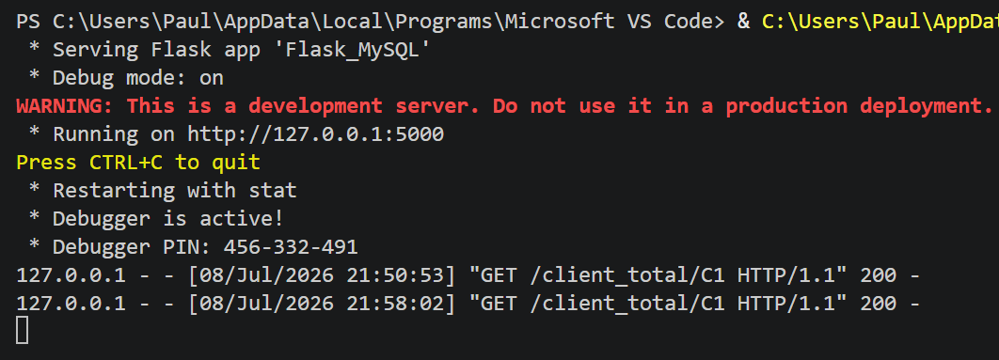 PS C:\Users\Paul\AppData\Local\Programs\Microsoft VS Code> & C:\Users\Paul\AppDat
* Serving Flask app 'Flask_MySQL'
* Debug mode: on
WARNING: This is a development server. Do not use it in a production deployment.
* Running on http://127.0.0.1:5000
Press CTRL+C to quit
* Restarting with stat
* Debugger is active!
* Debugger PIN: 456-332-491
127.0.0.1 - - [08/Jul/2026 21:50:53] "GET /client_total/C1 HTTP/1.1" 200 -
127.0.0.1 - - [08/Jul/2026 21:58:02] "GET /client_total/C1 HTTP/1.1" 200 -